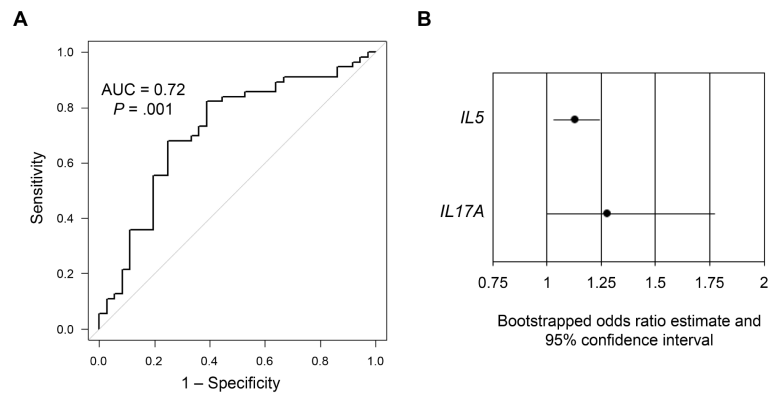 A
AUC = 0.72
P = .001
Sensitivity
1.0
0.8
0.6
0.4
0.2
0.0
0.0 0.2 0.4 0.6 0.8 1.0
1 – Specificity
B
IL5
IL17A
0.75 1 1.25 1.5 1.75 2
Bootstrapped odds ratio estimate and
95% confidence interval